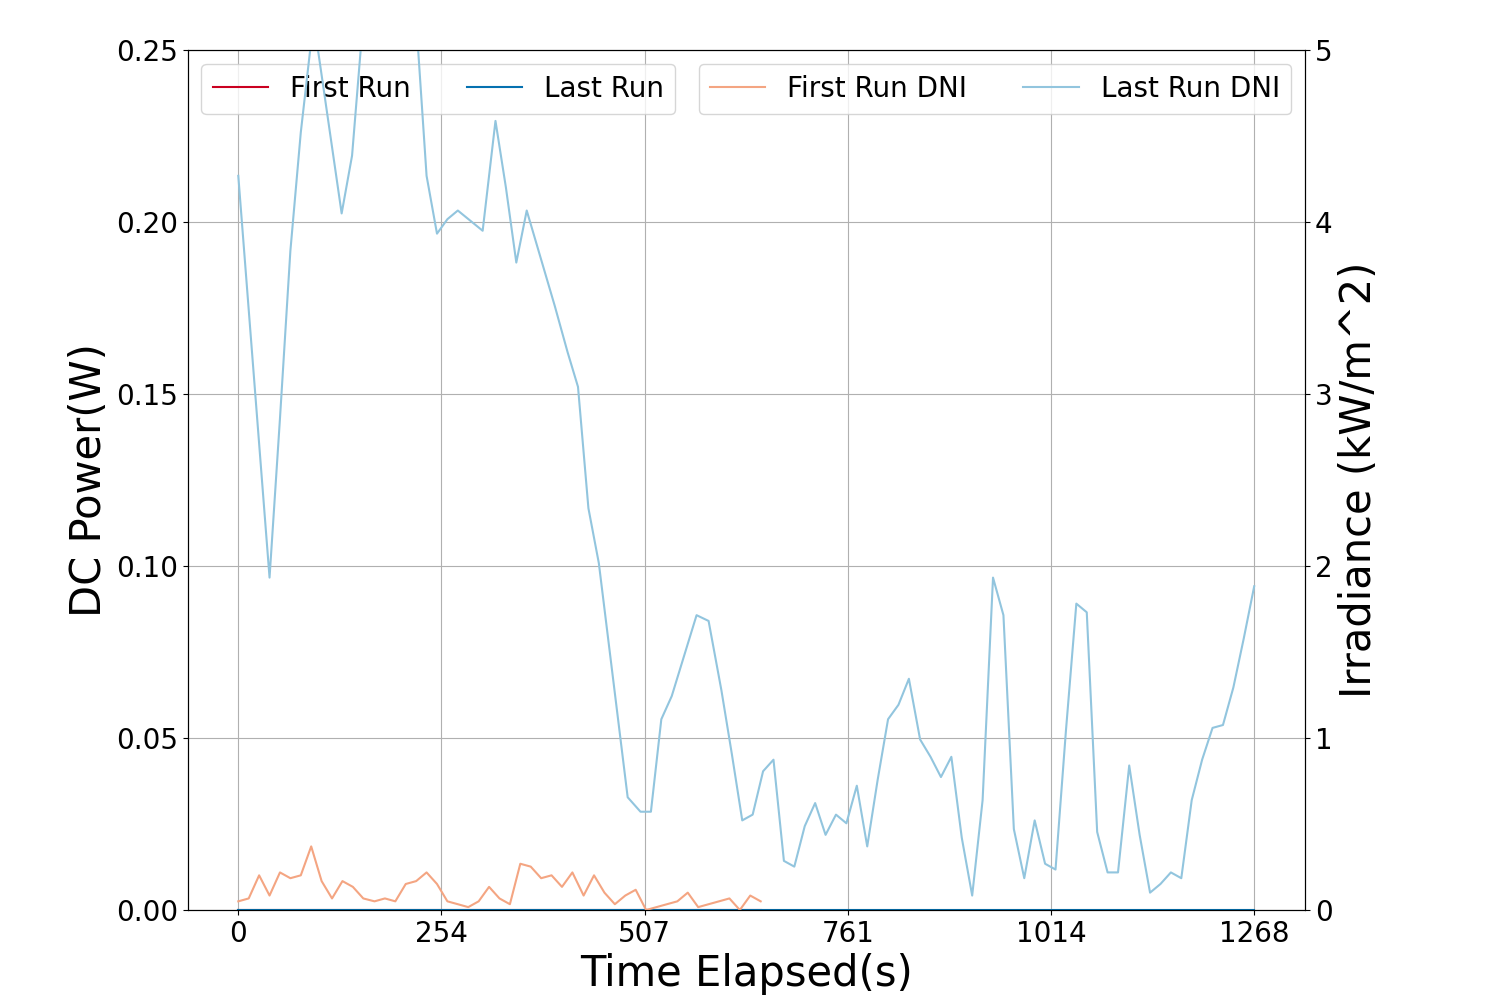 First Run
Last Run
First Run DNI
Last Run DNI
DC Power(W)
0.25
0.20
0.15
0.10
0.05
0.00
5
4
3
2
1
0
Irradiance (kW/m^2)
0 254 507 761 1014 1268
Time Elapsed(s)